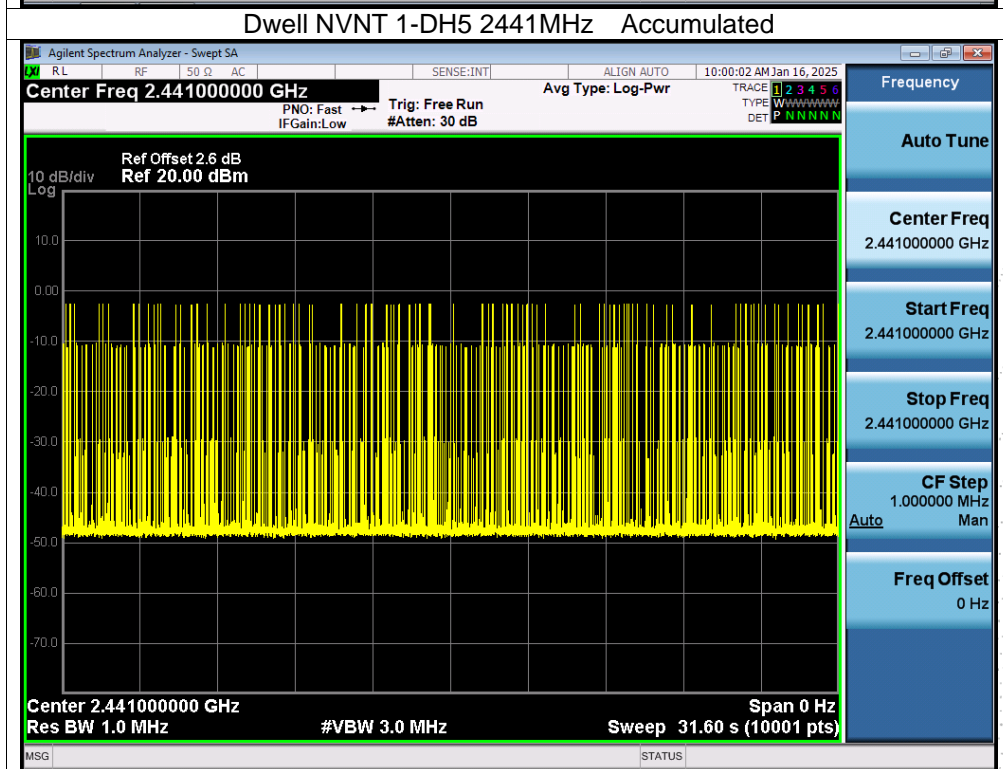 Dwell NVNT 1-DH5 2441MHz Accumulated
Agilent Spectrum Analyzer - Swept SA
LXI RL RF 50 Ω AC SENSE:INT ALIGN AUTO 10:00:02 AM Jan 16, 2025
Center Freq 2.441000000 GHz
PNO: Fast
IFGain:Low
Trig: Free Run
#Atten: 30 dB
Avg Type: Log-Pwr
TRACE 1 2 3 4 5 6
TYPE WWWWWWW
DET P N N N N N
Ref Offset 2.6 dB
10 dB/div Ref 20.00 dBm
Log
10.0
0.00
-10.0
-20.0
-30.0
-40.0
-50.0
-60.0
-70.0
Center 2.441000000 GHz Span 0 Hz
Res BW 1.0 MHz #VBW 3.0 MHz Sweep 31.60 s (10001 pts)
MSG STATUS
Frequency
Auto Tune
Center Freq
2.441000000 GHz
Start Freq
2.441000000 GHz
Stop Freq
2.441000000 GHz
CF Step
1.000000 MHz
Auto Man
Freq Offset
0 Hz